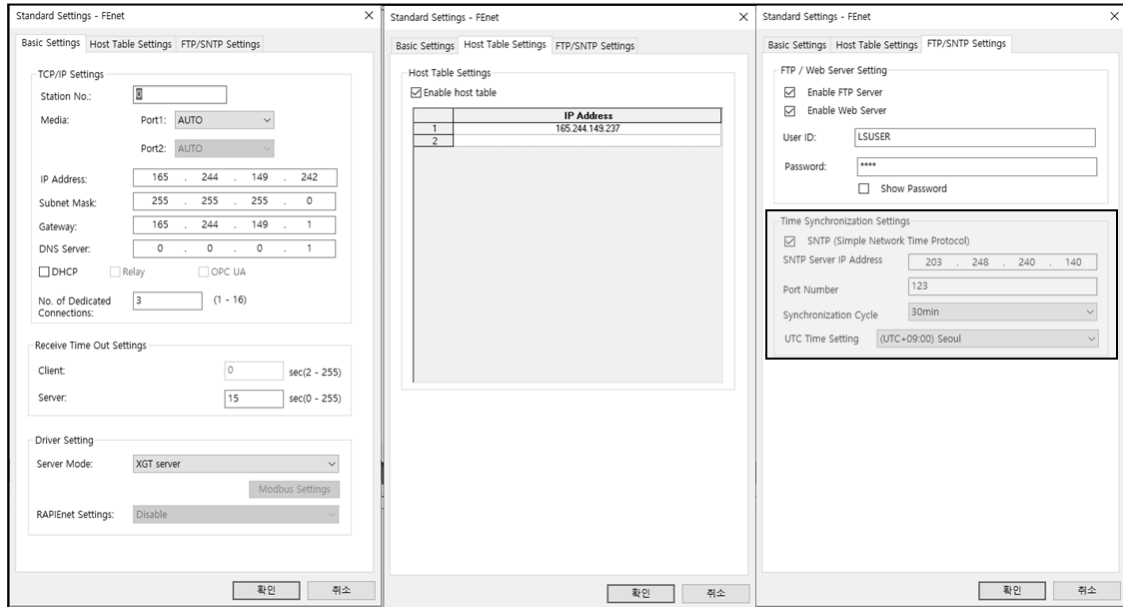 Standard Settings - FEnet
Basic Settings Host Table Settings FTP/SNTP Settings
TCP/IP Settings
Station No.: 0
Media: Port1: AUTO
Port2: AUTO
IP Address: 165 . 244 . 149 . 242
Subnet Mask: 255 . 255 . 255 . 0
Gateway: 165 . 244 . 149 . 1
DNS Server: 0 . 0 . 0 . 1
DHCP Relay OPC UA
No. of Dedicated
Connections: 3 (1 - 16)
Receive Time Out Settings
Client: 0 sec(2 - 255)
Server: 15 sec(0 - 255)
Driver Setting
Server Mode: XGT server
Modbus Settings
RAPIEnet Settings: Disable
확인 취소
Standard Settings - FEnet
Basic Settings Host Table Settings FTP/SNTP Settings
Host Table Settings
Enable host table
IP Address
1 165.244.149.237
2
확인 취소
Standard Settings - FEnet
Basic Settings Host Table Settings FTP/SNTP Settings
FTP / Web Server Setting
Enable FTP Server
Enable Web Server
User ID: LSUSER
Password: ****
Show Password
Time Synchronization Settings
SNTP (Simple Network Time Protocol)
SNTP Server IP Address 203 . 248 . 240 . 140
Port Number 123
Synchronization Cycle 30min
UTC Time Setting (UTC+09:00) Seoul
확인 취소